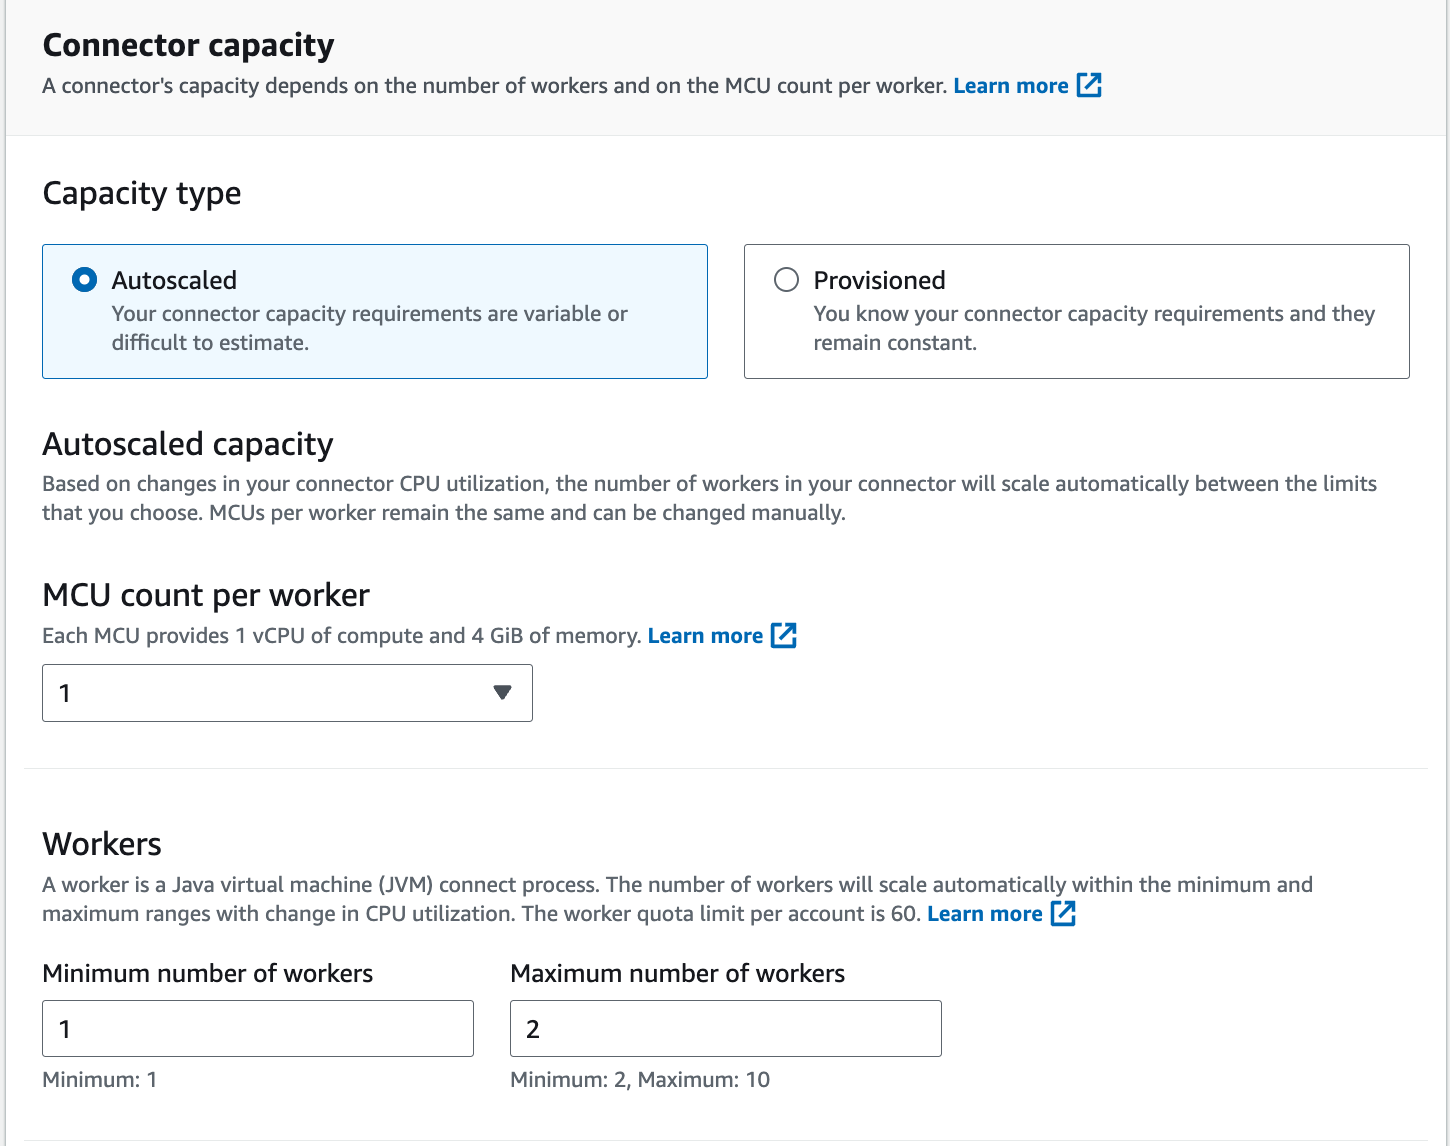 Connector capacity
A connector's capacity depends on the number of workers and on the MCU count per worker. Learn more
Capacity type
Autoscaled
Your connector capacity requirements are variable or
difficult to estimate.
Provisioned
You know your connector capacity requirements and they
remain constant.
Autoscaled capacity
Based on changes in your connector CPU utilization, the number of workers in your connector will scale automatically between the limits
that you choose. MCUs per worker remain the same and can be changed manually.
MCU count per worker
Each MCU provides 1 vCPU of compute and 4 GiB of memory. Learn more
1
Workers
A worker is a Java virtual machine (JVM) connect process. The number of workers will scale automatically within the minimum and
maximum ranges with change in CPU utilization. The worker quota limit per account is 60. Learn more
Minimum number of workers
1
Minimum: 1
Maximum number of workers
2
Minimum: 2, Maximum: 10